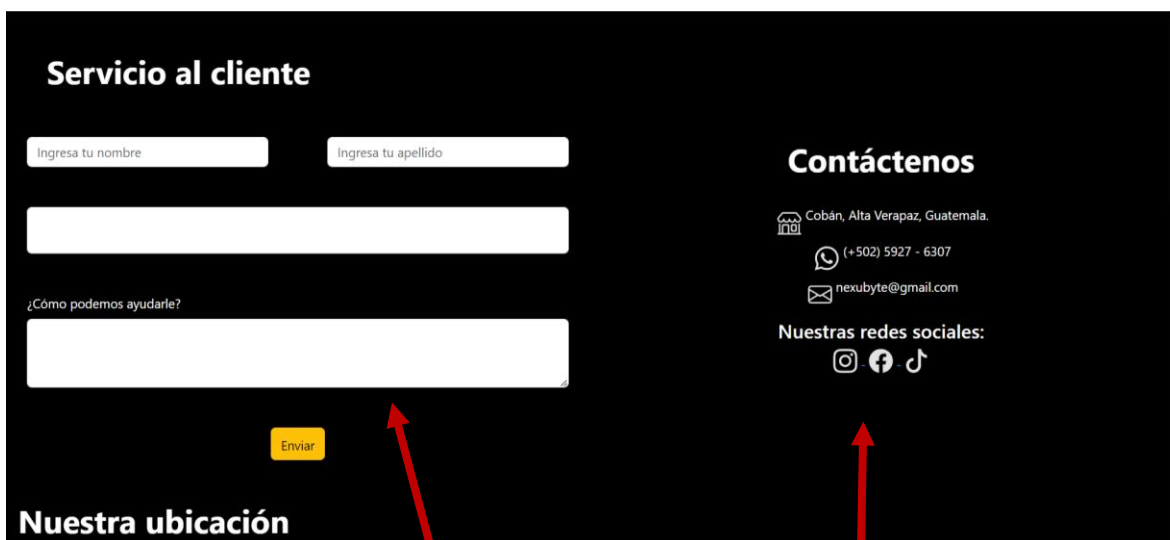 Servicio al cliente
Ingresa tu nombre
Ingresa tu apellido
¿Cómo podemos ayudarle?
Enviar
Contáctenos
Cobán, Alta Verapaz, Guatemala.
(+502) 5927 - 6307
nexubyte@gmail.com
Nuestras redes sociales:
Nuestra ubicación